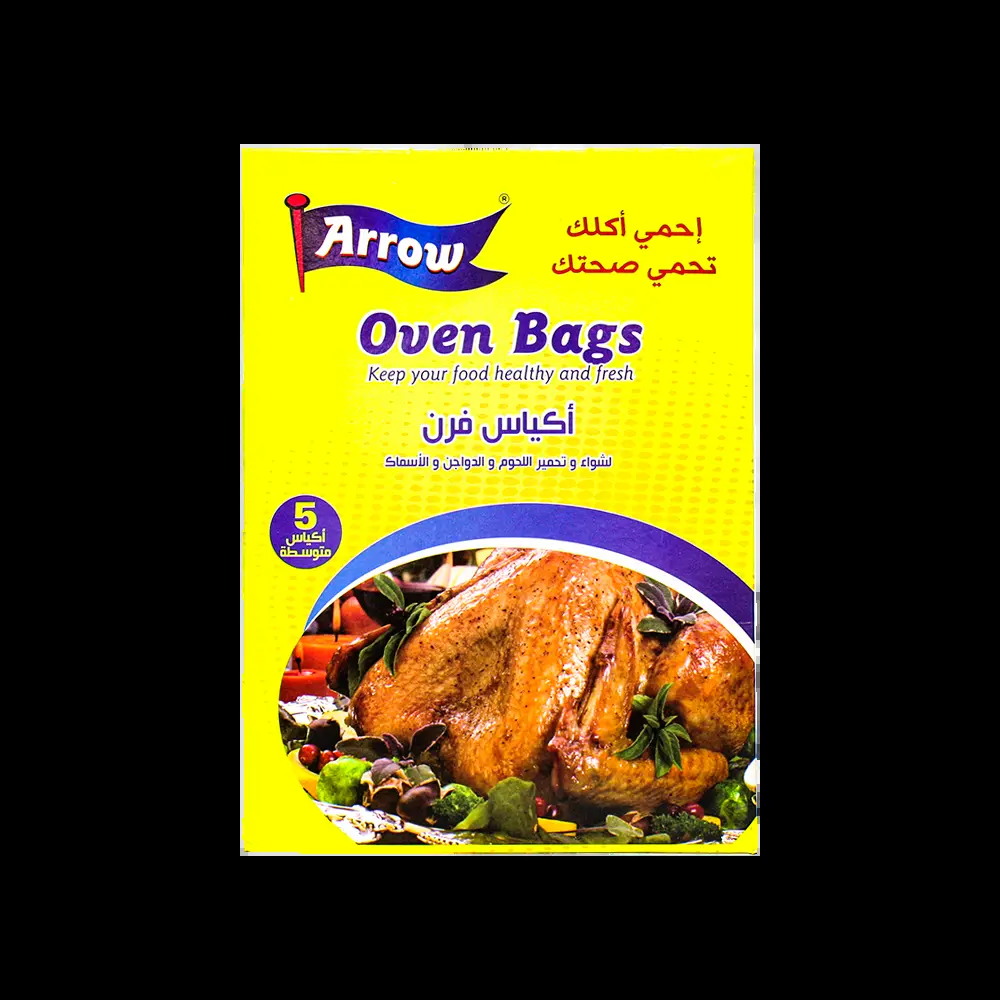 Arrow ®
إحمي أكلك
تحمي صحتك
Oven Bags
Keep your food healthy and fresh
أكياس فرن
لشواء و تحمير اللحوم و الدواجن و الأسماك
5
أكياس
متوسطة